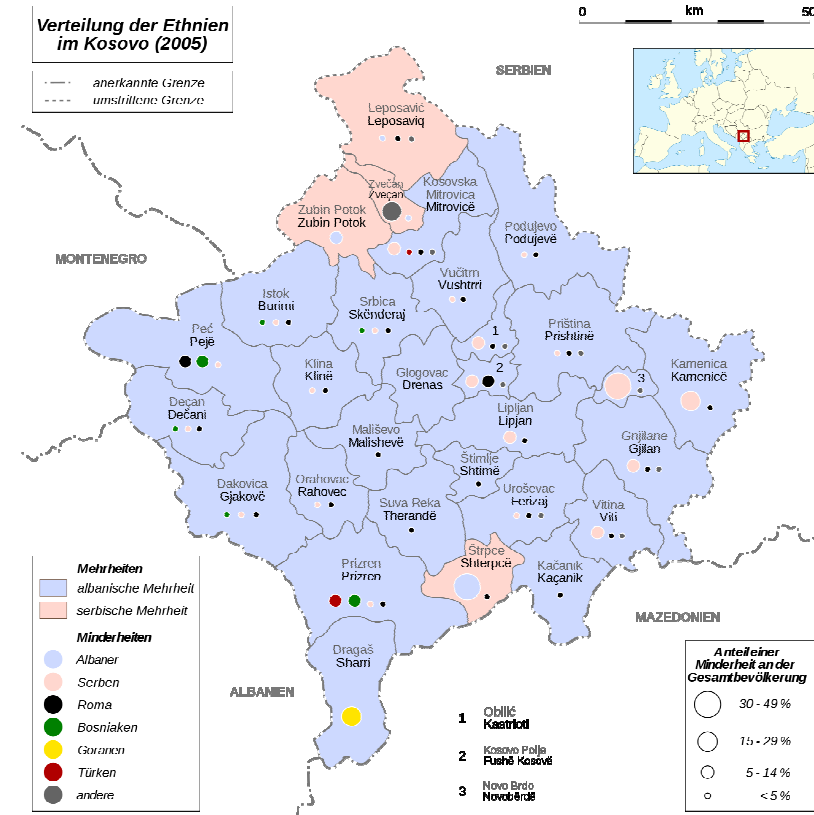 Verteilung der Ethnien
im Kosovo (2005)
anerkannte Grenze
umstrittene Grenze
0 km 50
SERBIEN
MONTENEGRO
Leposavić
Leposaviq
Zvečan
Zveçan
Kosovska
Mitrovica
Mitrovicë
Zubin Potok
Zubin Potok
Podujevo
Podujevë
Vučitrn
Vushtrri
Istok
Burimi
Srbica
Skënderaj
Peć
Pejë
1
Priština
Prishtinë
Klina
Klinë
Glogovac
Drenas
2
3
Kamenica
Kamenicë
Deçan
Dečani
Lipljan
Lipjan
Mališevo
Malishevë
Gnjilane
Gjilan
Štimlje
Shtimë
Đakovica
Gjakovë
Orahovac
Rahovec
Suva Reka
Therandë
Uroševac
Ferizaj
Vitina
Viti
Prizren
Prizren
Štrpce
Shtërpcë
Kačanik
Kaçanik
Dragaš
Sharri
MAZEDONIEN
ALBANIEN
Mehrheiten
albanische Mehrheit
serbische Mehrheit
Minderheiten
Albaner
Serben
Roma
Bosniaken
Goranen
Türken
andere
1 Obilić
Kastrioti
2 Kosovo Polje
Fushë Kosovë
3 Novo Brdo
Novobërdë
Anteil einer
Minderheit an der
Gesamtbevölkerung
30 - 49 %
15 - 29 %
5 - 14 %
< 5 %